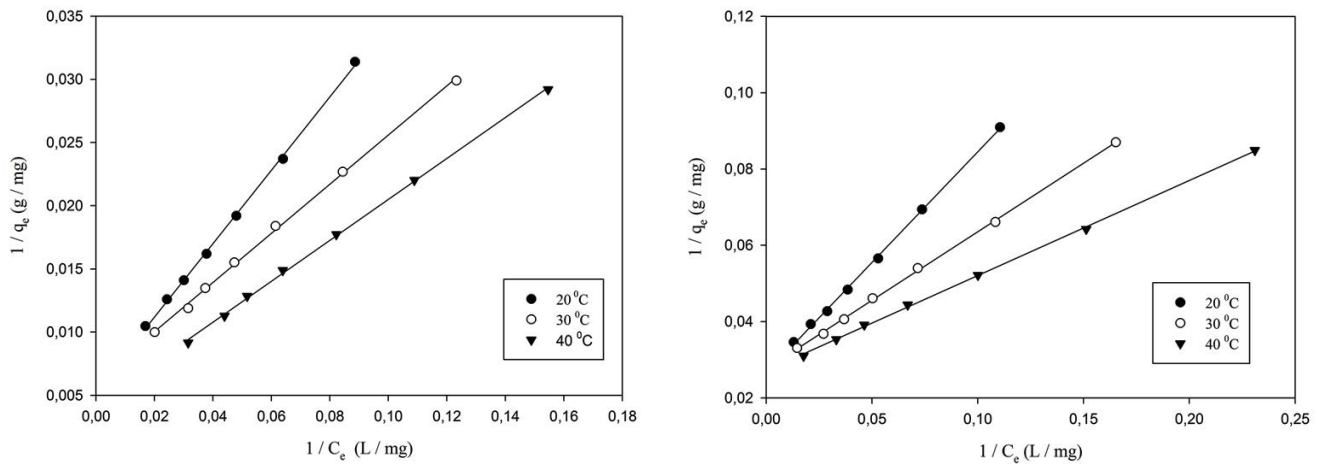 0,035
0,030
0,025
0,020
0,015
0,010
0,005
1 / qe (g / mg)
20 ⁰C
30 ⁰C
40 ⁰C
0,00 0,02 0,04 0,06 0,08 0,10 0,12 0,14 0,16 0,18
1 / Ce (L / mg)
0,12
0,10
0,08
0,06
0,04
0,02
1 / qe (g / mg)
20 ⁰C
30 ⁰C
40 ⁰C
0,00 0,05 0,10 0,15 0,20 0,25
1 / Ce (L / mg)